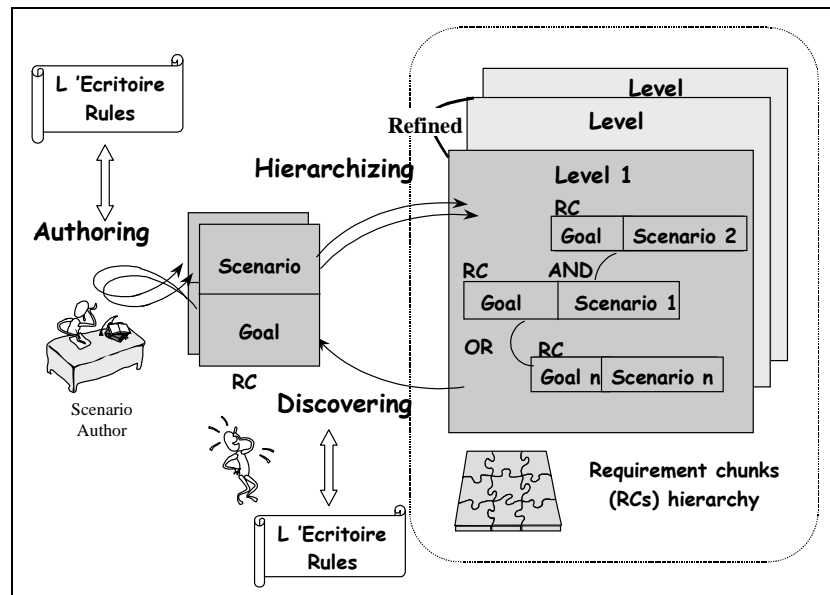 L 'Ecritoire
Rules
Authoring
Scenario
Author
Hierarchizing
Scenario
Goal
RC
Discovering
L 'Ecritoire
Rules
Level
Level
Refined
Level 1
RC
Goal Scenario 2
RC AND
Goal Scenario 1
OR RC
Goal n Scenario n
Requirement chunks
(RCs) hierarchy